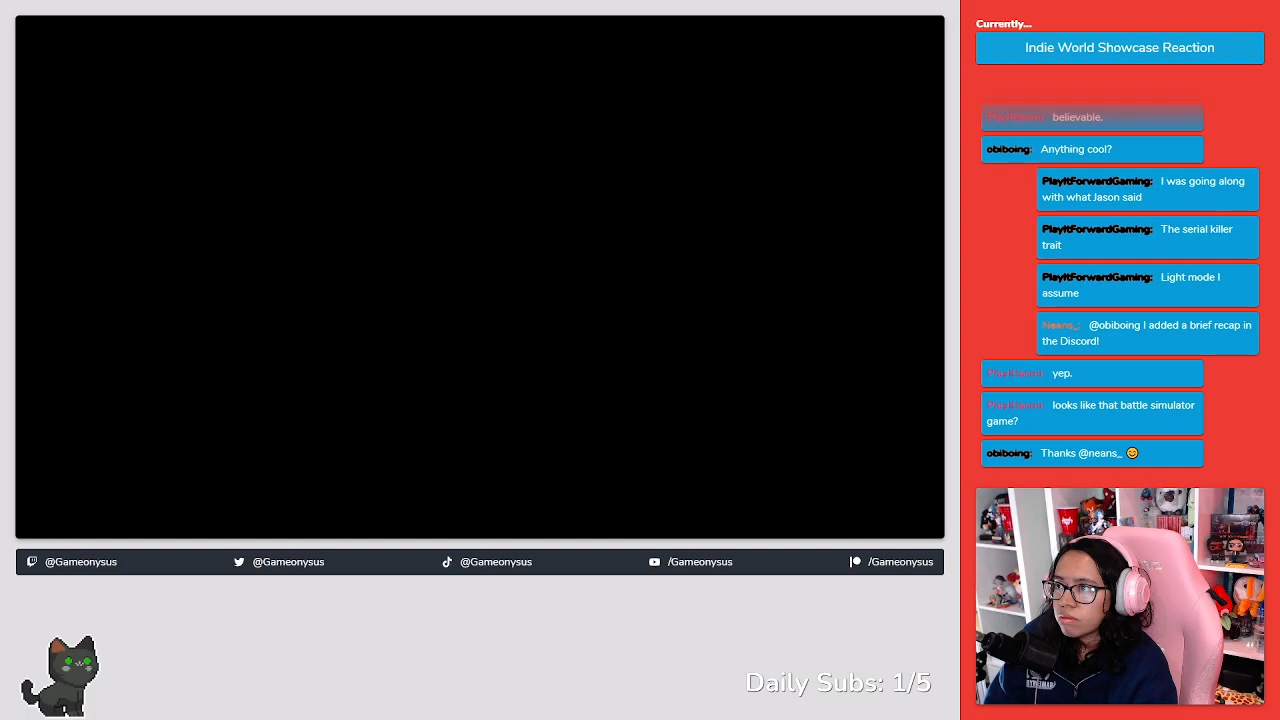 Currently...
Indie World Showcase Reaction
believable.
obiboing: Anything cool?
PlayItForwardGaming: I was going along
with what Jason said
PlayItForwardGaming: The serial killer
trait
PlayItForwardGaming: Light mode I
assume
Neans_: @obiboing I added a brief recap in
the Discord!
yep.
looks like that battle simulator
game?
obiboing: Thanks @neans_ 😊
@Gameonysus
@Gameonysus
@Gameonysus
/Gameonysus
/Gameonysus
Daily Subs: 1/5